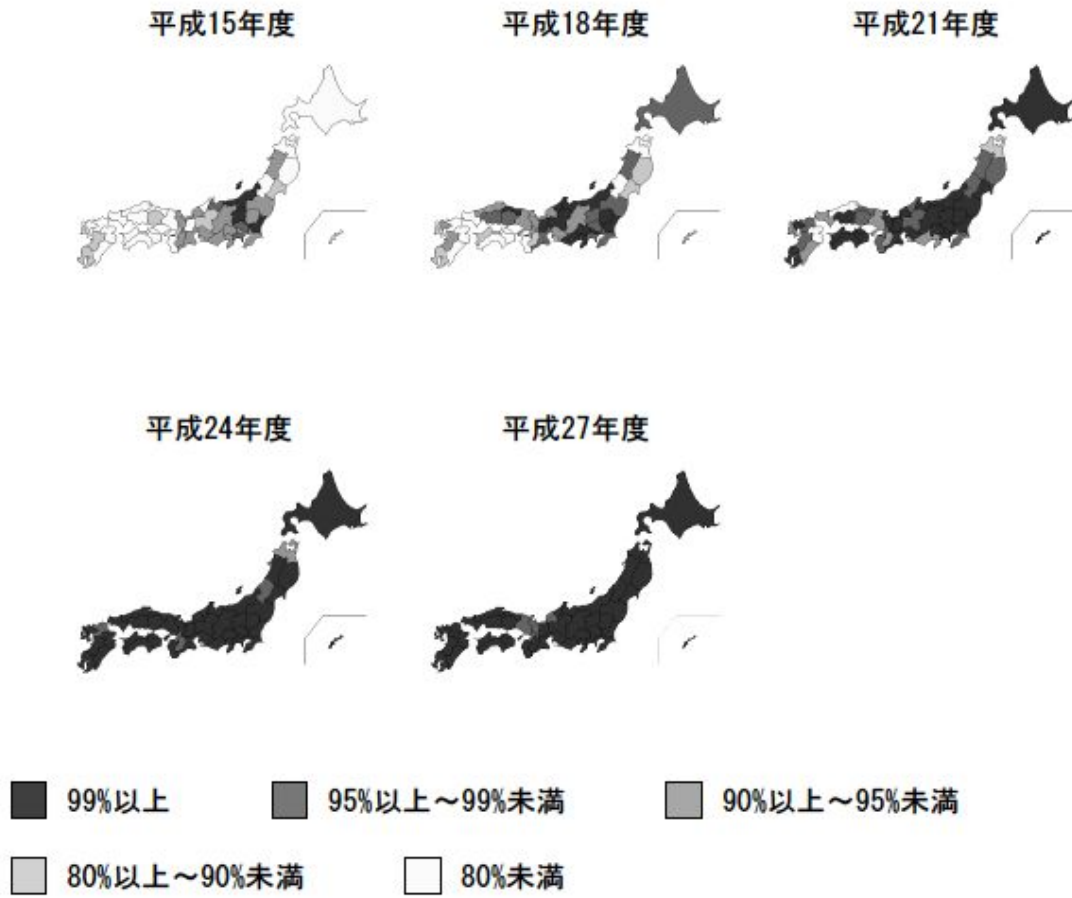 平成15年度
平成18年度
平成21年度
平成24年度
平成27年度
99%以上
95%以上～99%未満
90%以上～95%未満
80%以上～90%未満
80%未満